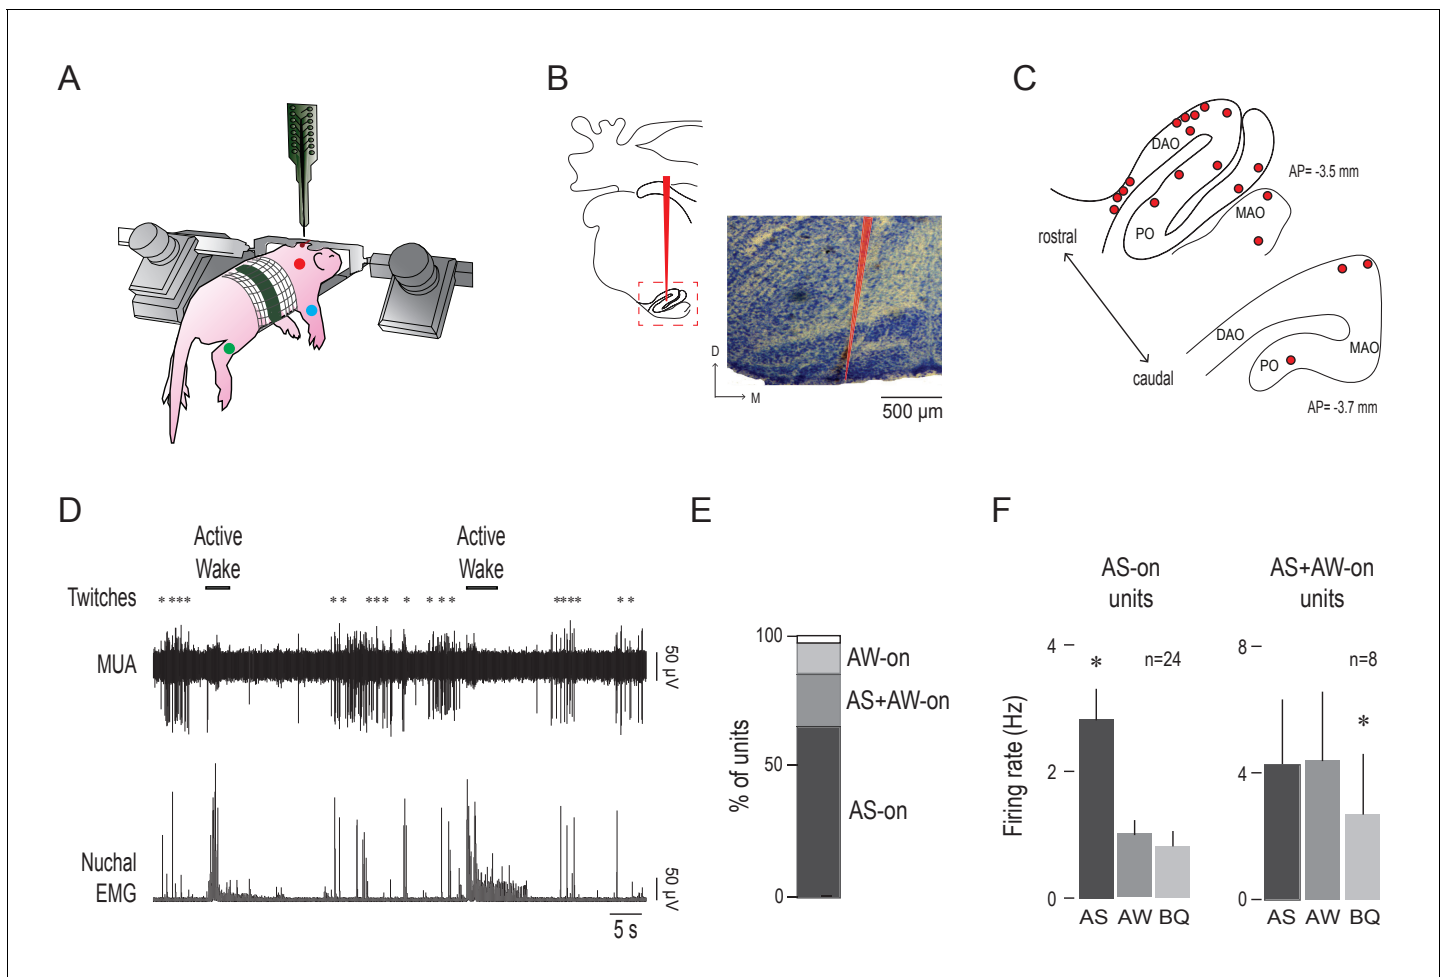 A
B
D
M
500 µm
C
DAO
PO
MAO
AP= -3.5 mm
rostral
caudal
DAO
PO
MAO
AP= -3.7 mm
D
Active
Wake
Active
Wake
Twitches
* **** ** *** * * ** **** **
MUA
50 µV
Nuchal
EMG
50 µV
5 s
E
% of units
100
50
0
AW-on
AS+AW-on
AS-on
F
Firing rate (Hz)
AS-on
units
4
2
0
*
n=24
AS AW BQ
AS+AW-on
units
8
4
0
n=8
*
AS AW BQ